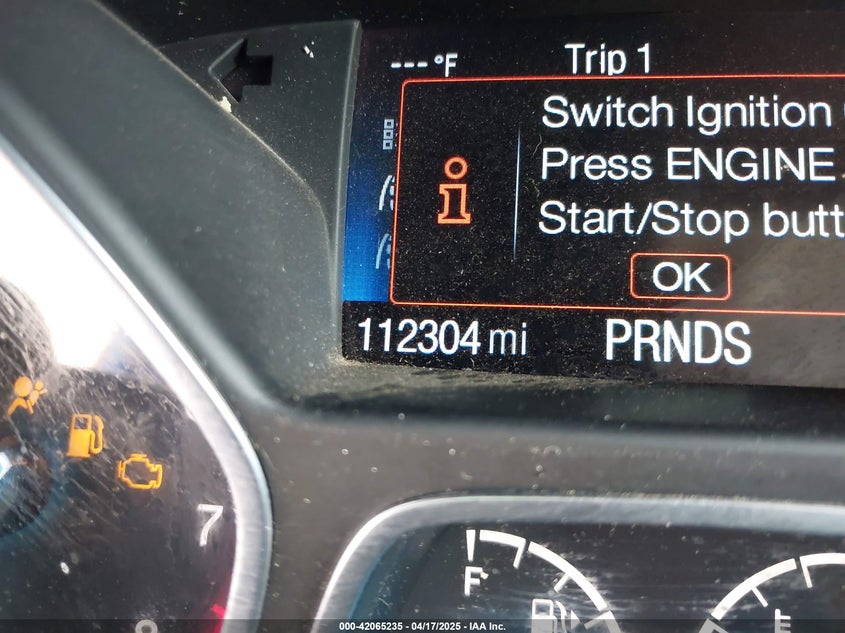 --- °F
Trip 1
Switch Ignition
Press ENGINE
Start/Stop butt
OK
112304 mi
PRNDS
7
F
E
000-42065235 - 04/17/2025 - IAA Inc.